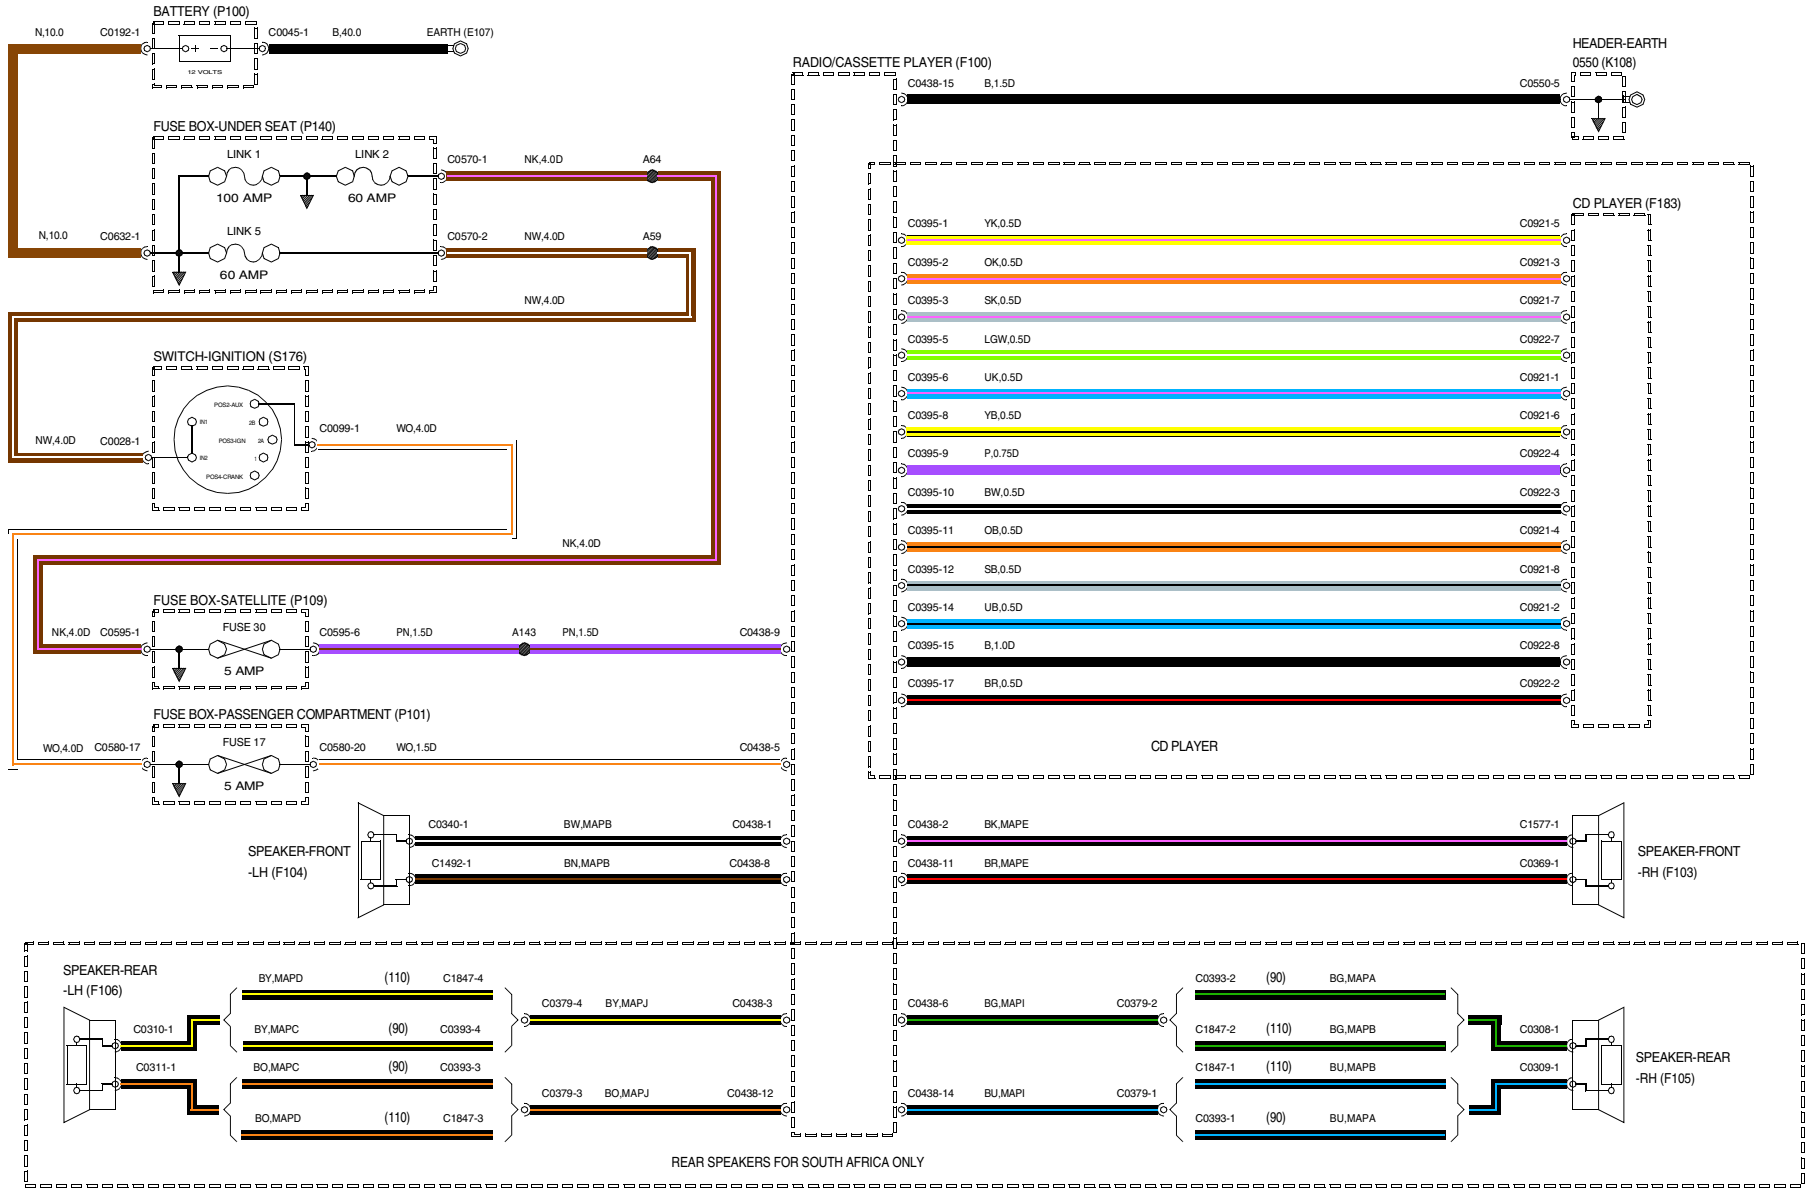 BATTERY (P100)
N,10.0 C0192-1 C0045-1 B,40.0 EARTH (E107)
12 VOLTS
FUSE BOX-UNDER SEAT (P140)
LINK 1 LINK 2
100 AMP 60 AMP
C0570-1 NK,4.0D A64
N,10.0 C0632-1
LINK 5
60 AMP
C0570-2 NW,4.0D A59
NW,4.0D
SWITCH-IGNITION (S176)
POS2-AUX
IN1 2B
POS3-IGN 2A
IN2 1
POS4-CRANK
NW,4.0D C0028-1
C0099-1 WO,4.0D
NK,4.0D
FUSE BOX-SATELLITE (P109)
FUSE 30
5 AMP
NK,4.0D C0595-1 C0595-6 PN,1.5D A143 PN,1.5D C0438-9
FUSE BOX-PASSENGER COMPARTMENT (P101)
FUSE 17
5 AMP
WO,4.0D C0580-17 C0580-20 WO,1.5D C0438-5
SPEAKER-FRONT
-LH (F104)
C0340-1 BW,MAPB C0438-1
C1492-1 BN,MAPB C0438-8
RADIO/CASSETTE PLAYER (F100)
C0438-15 B,1.5D C0550-5
HEADER-EARTH
0550 (K108)
CD PLAYER (F183)
C0395-1 YK,0.5D C0921-5
C0395-2 OK,0.5D C0921-3
C0395-3 SK,0.5D C0921-7
C0395-5 LGW,0.5D C0922-7
C0395-6 UK,0.5D C0921-1
C0395-8 YB,0.5D C0921-6
C0395-9 P,0.75D C0922-4
C0395-10 BW,0.5D C0922-3
C0395-11 OB,0.5D C0921-4
C0395-12 SB,0.5D C0921-8
C0395-14 UB,0.5D C0921-2
C0395-15 B,1.0D C0922-8
C0395-17 BR,0.5D C0922-2
CD PLAYER
C0438-2 BK,MAPE C1577-1
C0438-11 BR,MAPE C0369-1
SPEAKER-FRONT
-RH (F103)
SPEAKER-REAR
-LH (F106)
C0310-1
C0311-1
BY,MAPD (110) C1847-4
BY,MAPC (90) C0393-4
BO,MAPC (90) C0393-3
BO,MAPD (110) C1847-3
C0379-4 BY,MAPJ C0438-3
C0379-3 BO,MAPJ C0438-12
C0438-6 BG,MAPI C0379-2
C0438-14 BU,MAPI C0379-1
C0393-2 (90) BG,MAPA
C1847-2 (110) BG,MAPB
C1847-1 (110) BU,MAPB
C0393-1 (90) BU,MAPA
C0308-1
C0309-1
SPEAKER-REAR
-RH (F105)
REAR SPEAKERS FOR SOUTH AFRICA ONLY